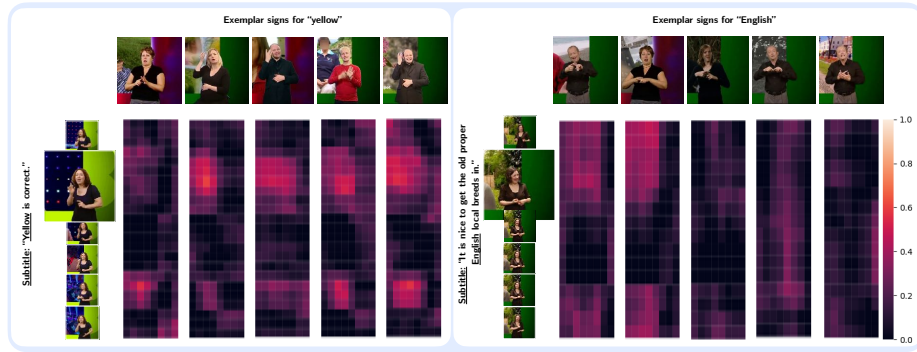 Exemplar signs for “yellow”
Subtitle: “Yellow is correct.”
Exemplar signs for “English”
Subtitle: “It is nice to get the old proper
English local breeds in.”
1.0
0.8
0.6
0.4
0.2
0.0